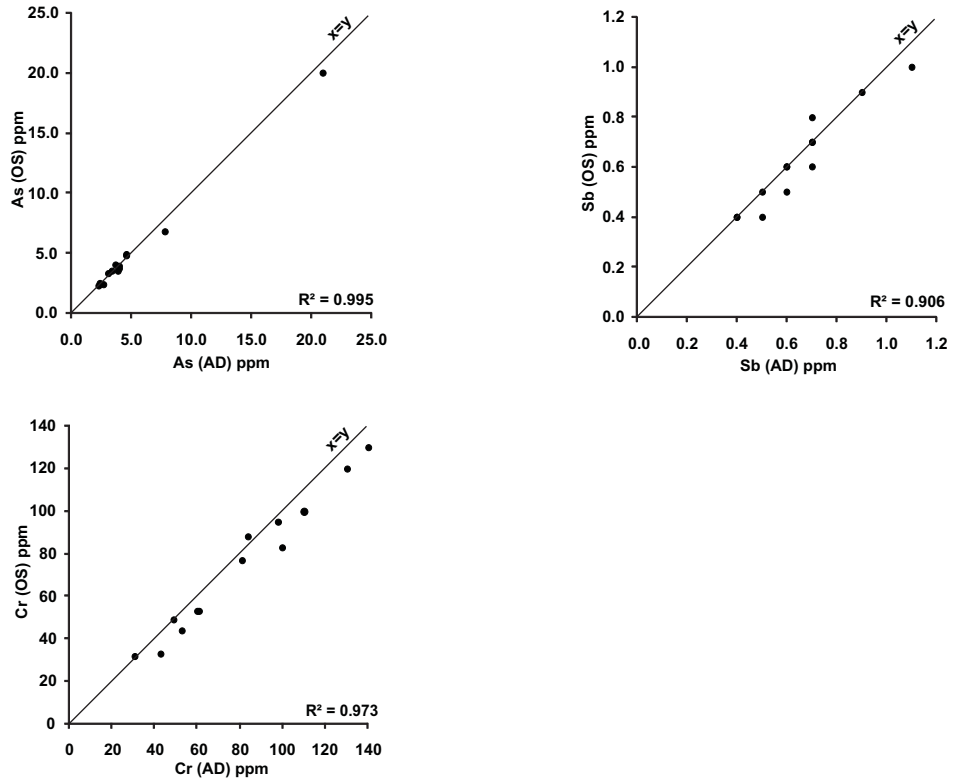 25.0
20.0
15.0
10.0
5.0
0.0
As (OS) ppm
x=y
R² = 0.995
0.0 5.0 10.0 15.0 20.0 25.0
As (AD) ppm
1.2
1.0
0.8
0.6
0.4
0.2
0.0
Sb (OS) ppm
x=y
R² = 0.906
0.0 0.2 0.4 0.6 0.8 1.0 1.2
Sb (AD) ppm
140
120
100
80
60
40
20
0
Cr (OS) ppm
x=y
R² = 0.973
0 20 40 60 80 100 120 140
Cr (AD) ppm